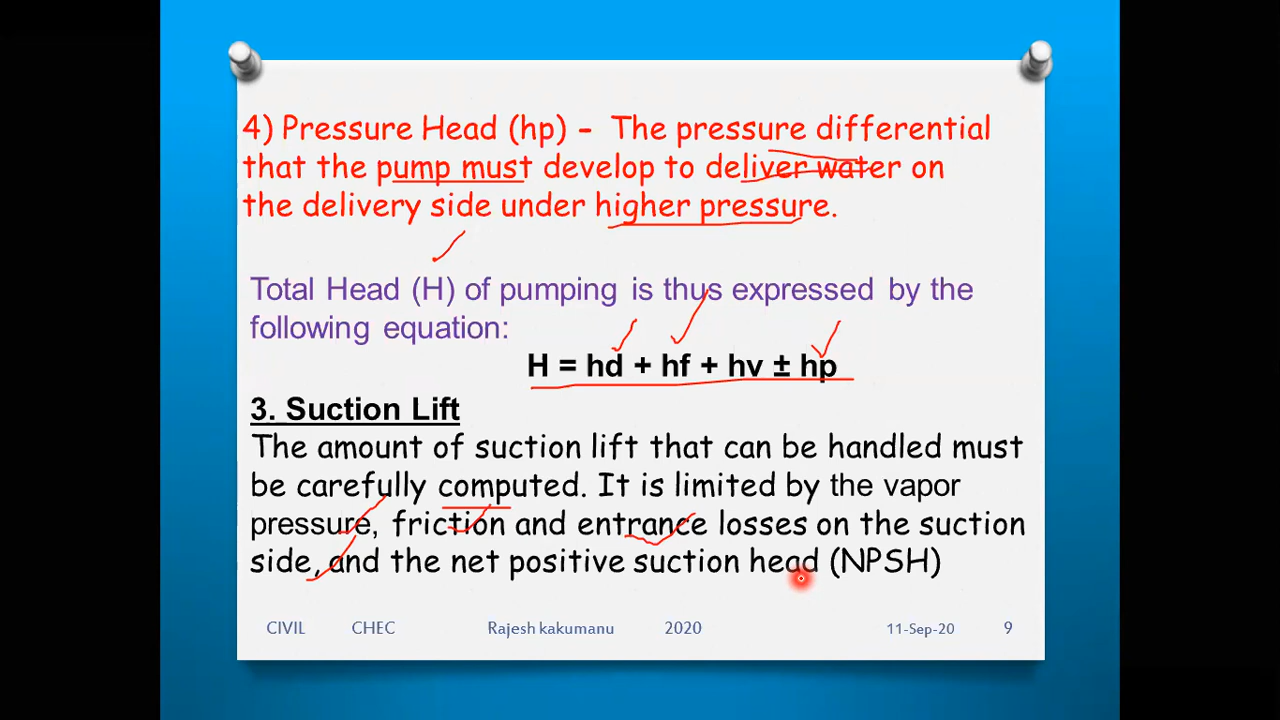 4) Pressure Head (hp) – The pressure differential
that the pump must develop to deliver water on
the delivery side under higher pressure.
Total Head (H) of pumping is thus expressed by the
following equation:
H = hd + hf + hv ± hp
3. Suction Lift
The amount of suction lift that can be handled must
be carefully computed. It is limited by the vapor
pressure, friction and entrance losses on the suction
side, and the net positive suction head (NPSH)
CIVIL CHEC Rajesh kakumanu 2020 11-Sep-20 9